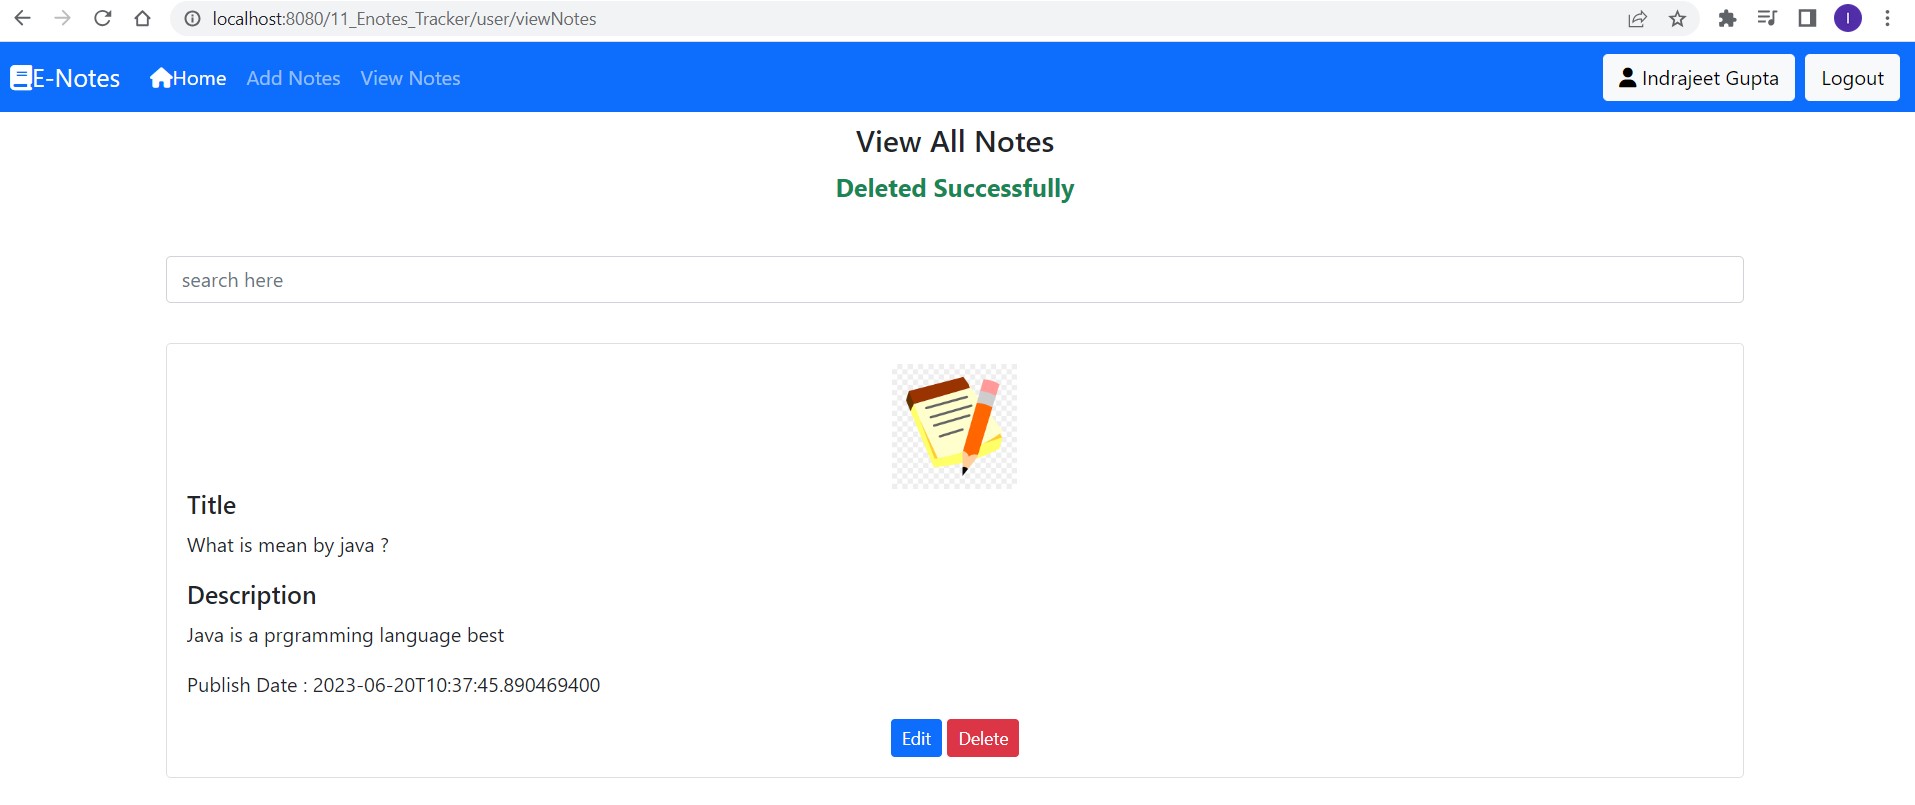 localhost:8080/11_Enotes_Tracker/user/viewNotes
I
E-Notes Home Add Notes View Notes Indrajeet Gupta Logout
View All Notes
Deleted Successfully
search here
Title
What is mean by java ?
Description
Java is a prgramming language best
Publish Date : 2023-06-20T10:37:45.890469400
Edit Delete